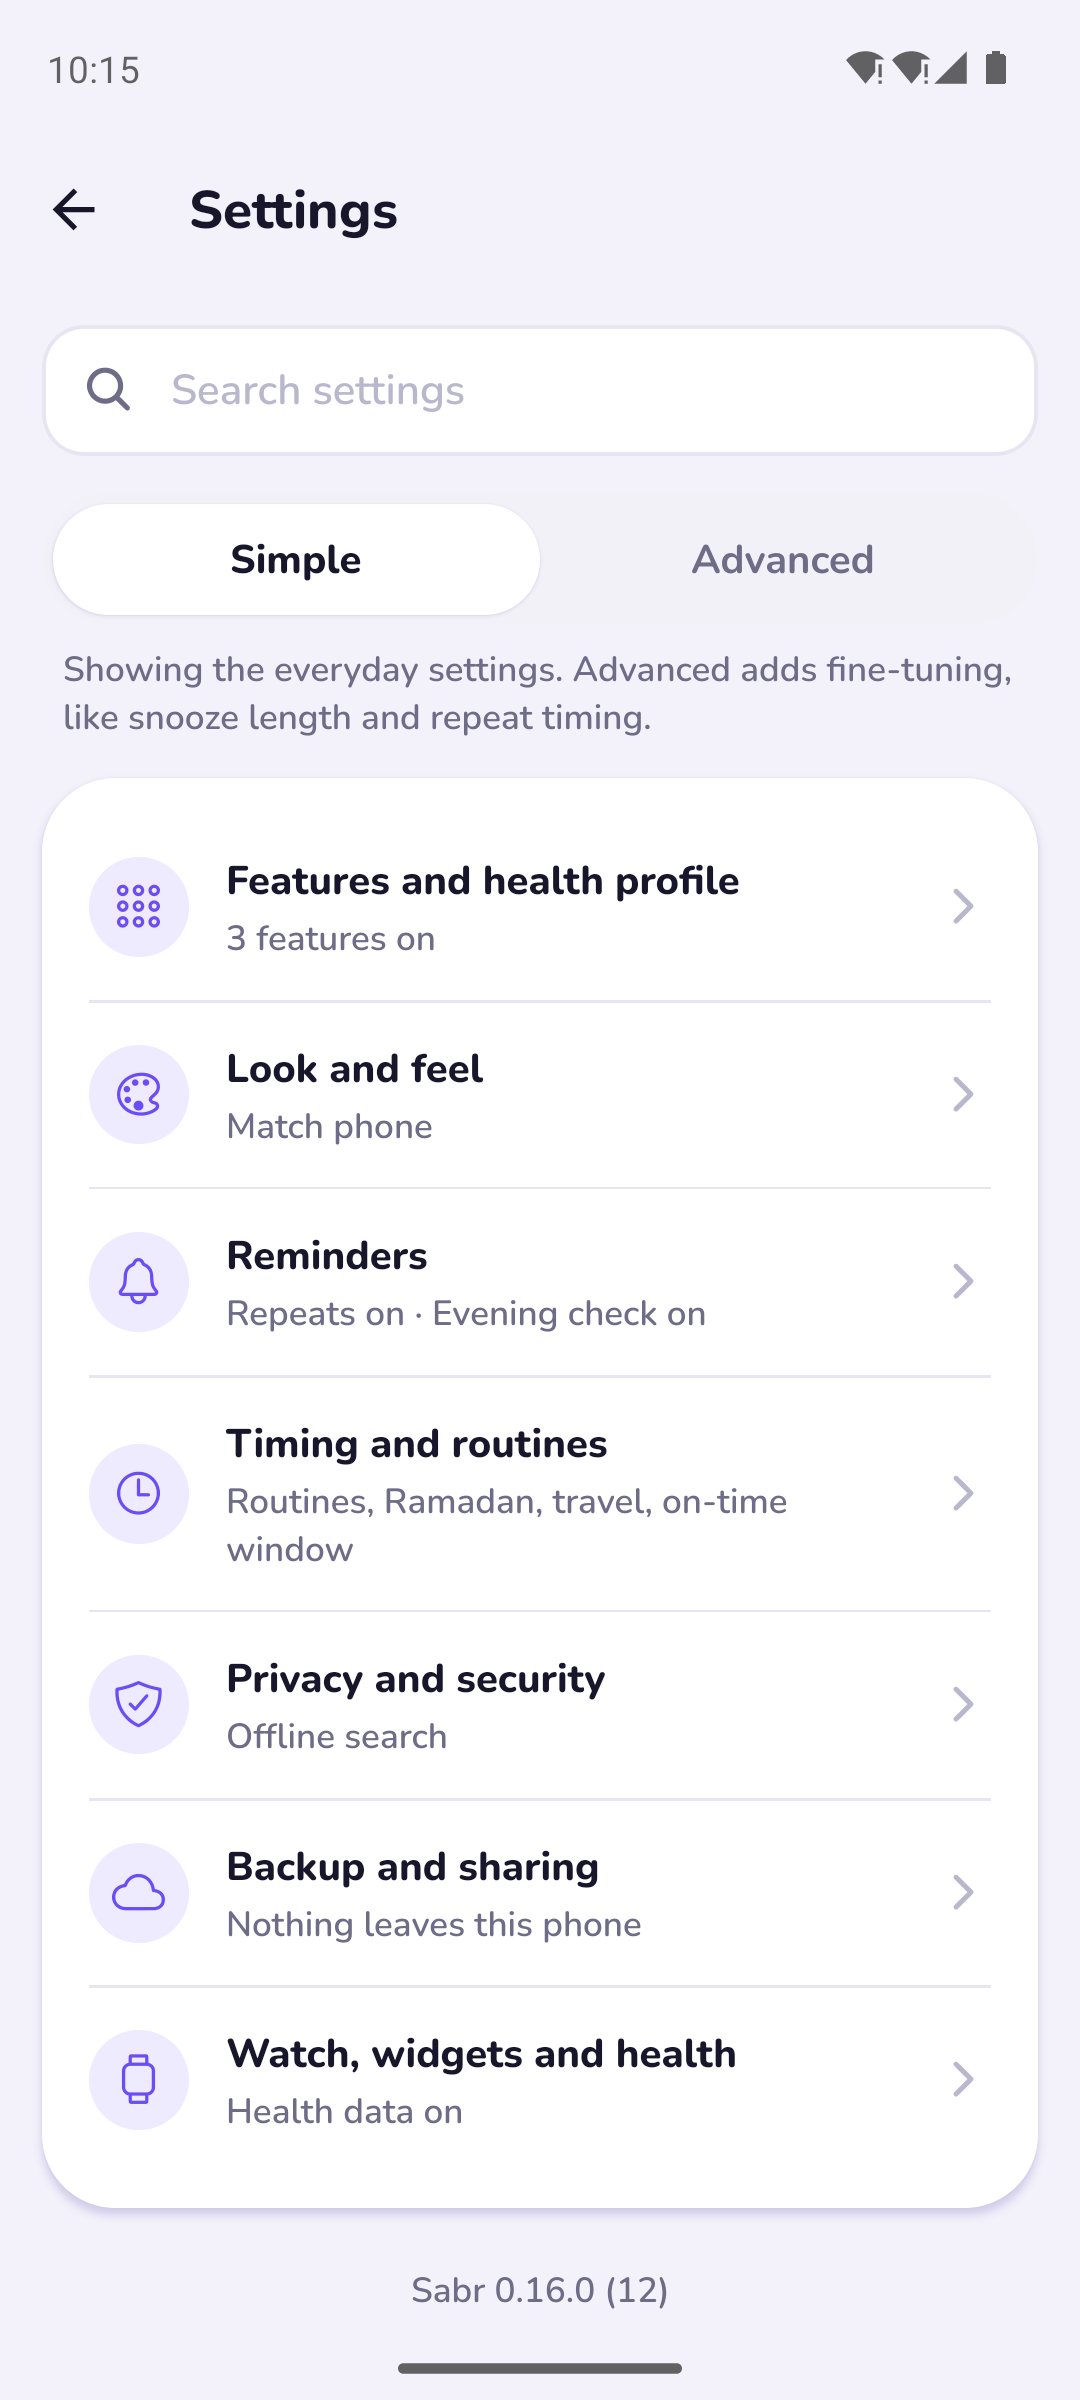 10:15
Settings
Search settings
Simple
Advanced
Showing the everyday settings. Advanced adds fine-tuning,
like snooze length and repeat timing.
Features and health profile
3 features on
Look and feel
Match phone
Reminders
Repeats on · Evening check on
Timing and routines
Routines, Ramadan, travel, on-time
window
Privacy and security
Offline search
Backup and sharing
Nothing leaves this phone
Watch, widgets and health
Health data on
Sabr 0.16.0 (12)